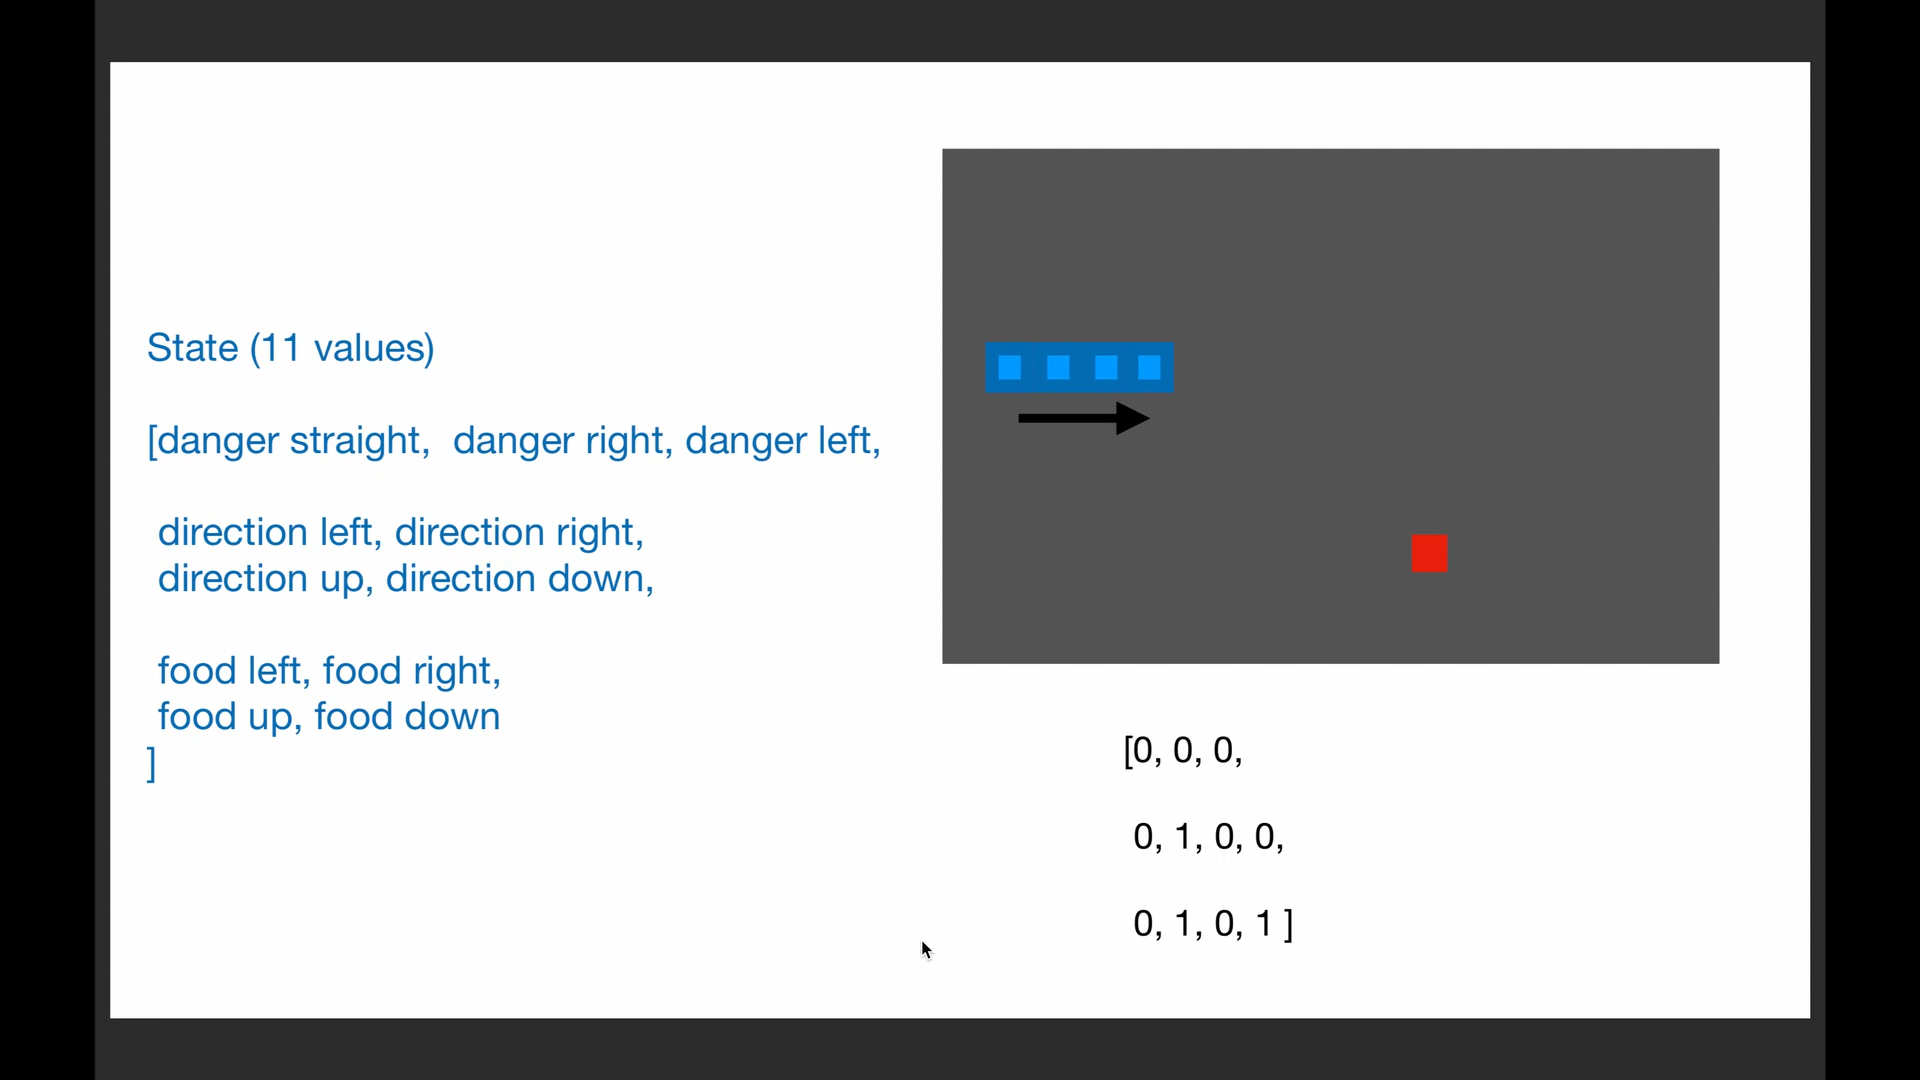 State (11 values)
[danger straight,  danger right, danger left,
direction left, direction right,
direction up, direction down,
food left, food right,
food up, food down
]
[0, 0, 0,
0, 1, 0, 0,
0, 1, 0, 1 ]